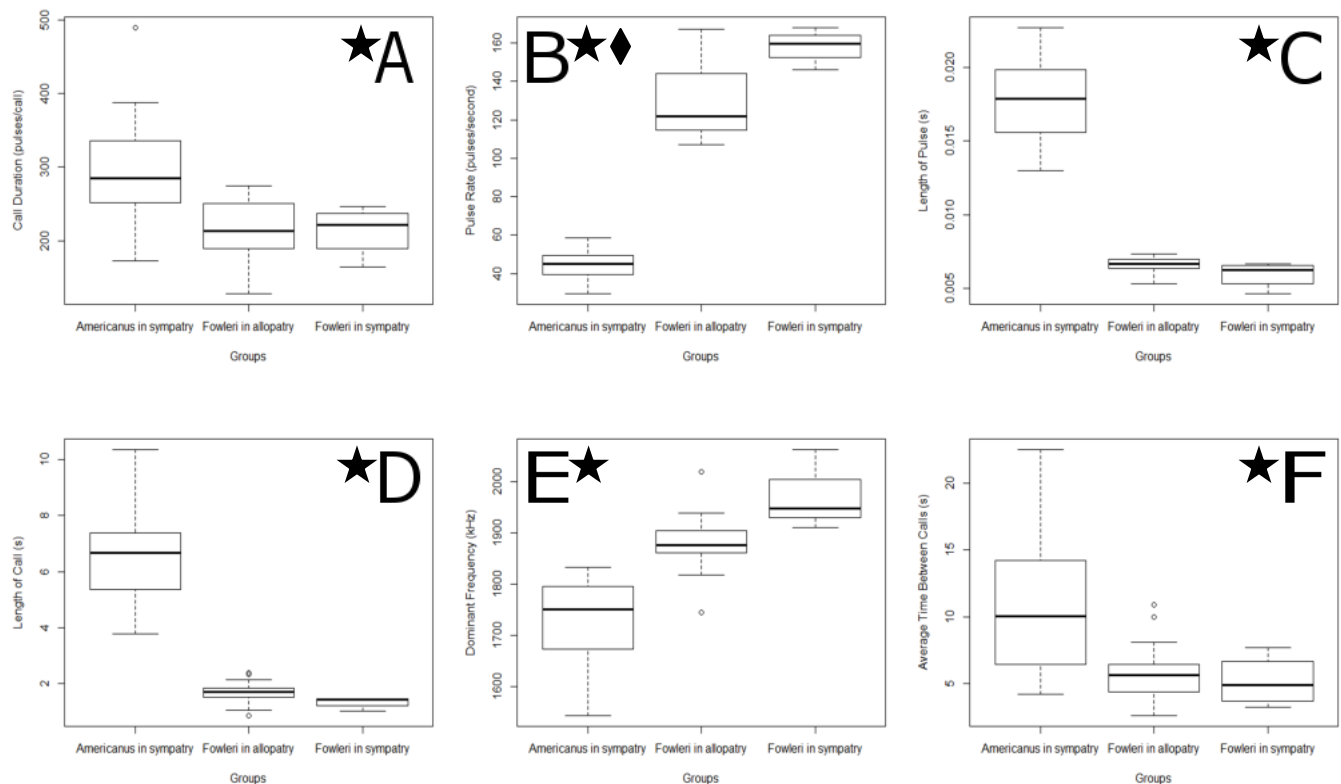 ★A
Call Duration (pulses/call)
500
400
300
200
Americanus in sympatry Fowleri in allopatry Fowleri in sympatry
Groups
B★♦
Pulse Rate (pulses/second)
160
140
120
100
80
60
40
Americanus in sympatry Fowleri in allopatry Fowleri in sympatry
Groups
★C
Length of Pulse (s)
0.020
0.015
0.010
0.005
Americanus in sympatry Fowleri in allopatry Fowleri in sympatry
Groups
★D
Length of Call (s)
10
8
6
4
2
Americanus in sympatry Fowleri in allopatry Fowleri in sympatry
Groups
E★
Dominant Frequency (kHz)
2000
1900
1800
1700
1600
Americanus in sympatry Fowleri in allopatry Fowleri in sympatry
Groups
★F
Average Time Between Calls (s)
20
15
10
5
Americanus in sympatry Fowleri in allopatry Fowleri in sympatry
Groups